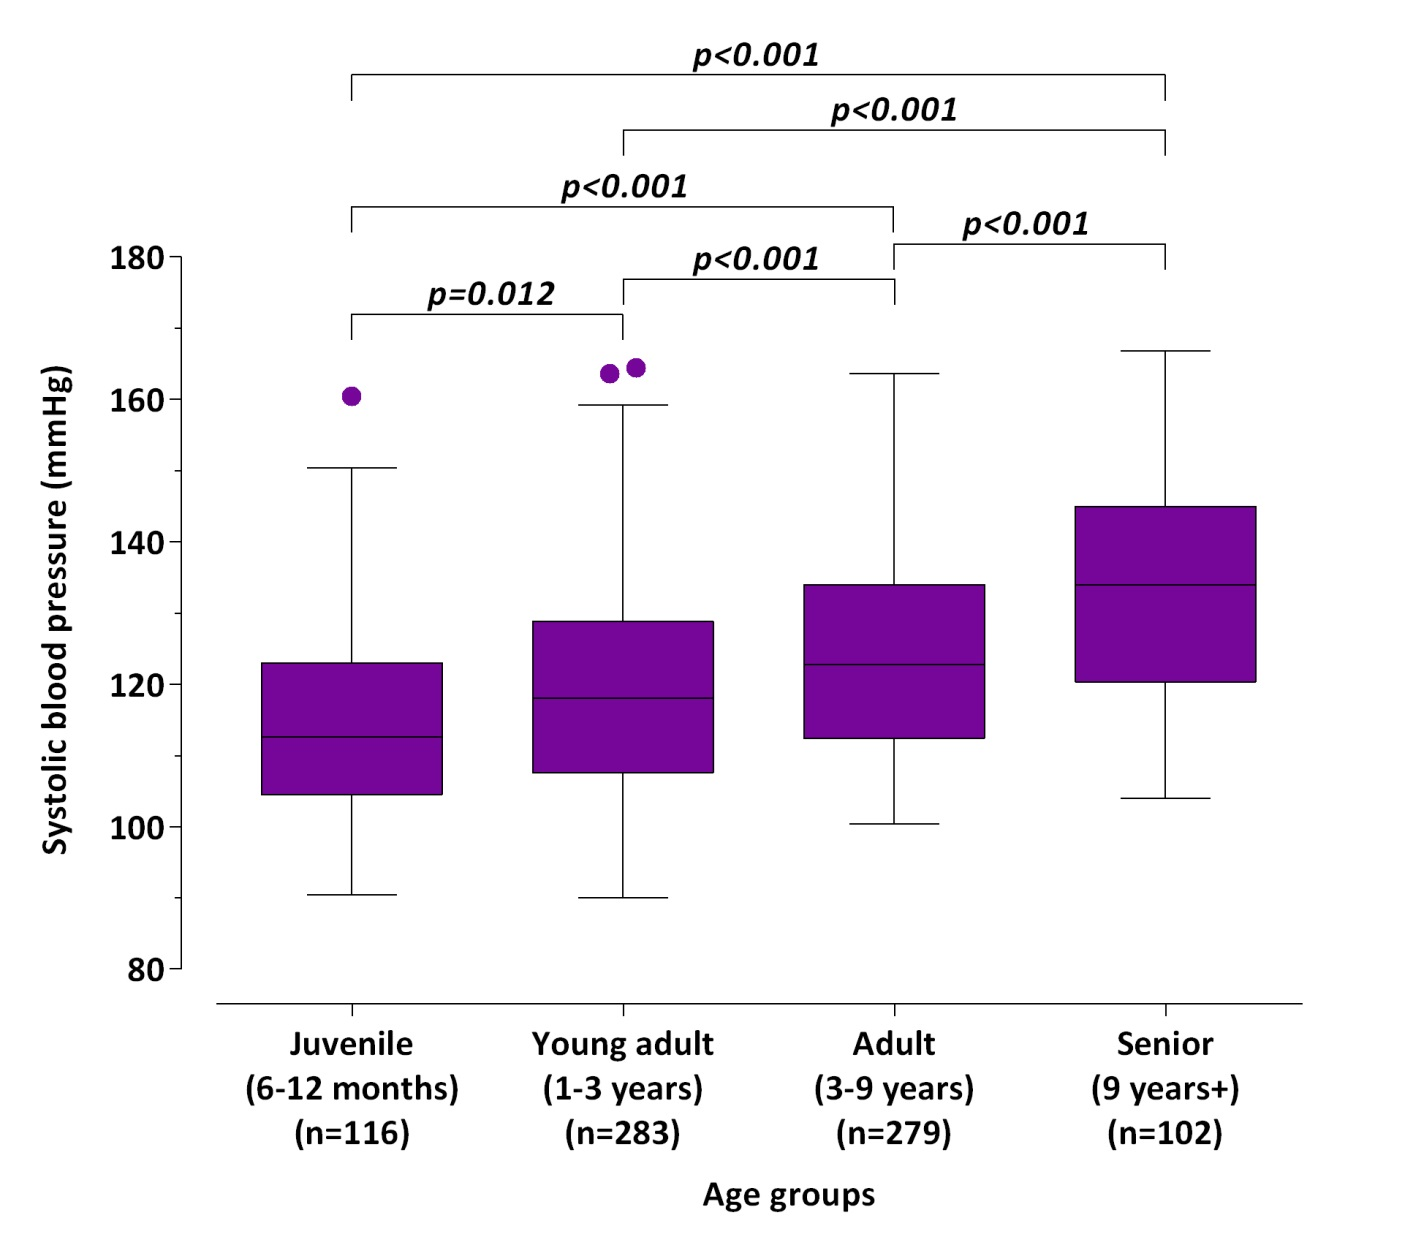 p<0.001
p<0.001
p<0.001
p<0.001
p<0.001
p=0.012
Systolic blood pressure (mmHg)
180
160
140
120
100
80
Juvenile
(6-12 months)
(n=116)
Young adult
(1-3 years)
(n=283)
Adult
(3-9 years)
(n=279)
Senior
(9 years+)
(n=102)
Age groups